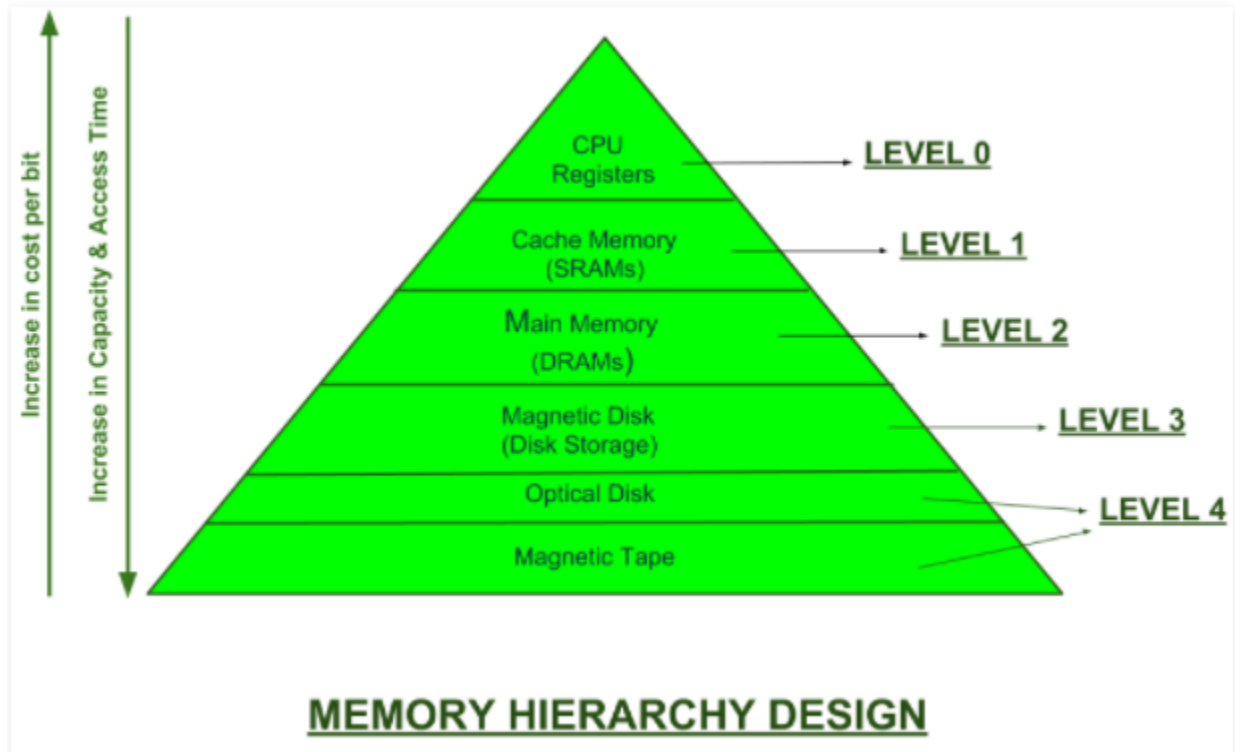 Increase in cost per bit
Increase in Capacity & Access Time
CPU
Registers
LEVEL 0
Cache Memory
(SRAMs)
LEVEL 1
Main Memory
(DRAMs)
LEVEL 2
Magnetic Disk
(Disk Storage)
LEVEL 3
Optical Disk
LEVEL 4
Magnetic Tape
MEMORY HIERARCHY DESIGN